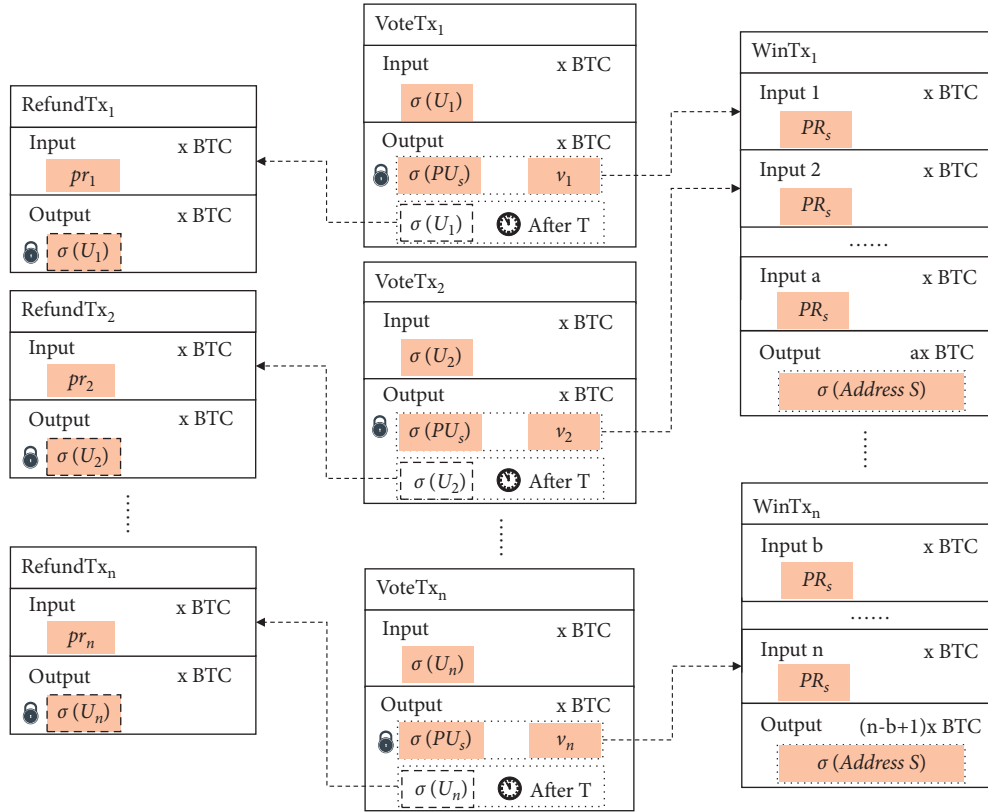 RefundTx₁
Input x BTC
pr₁
Output x BTC
σ (U₁)
RefundTx₂
Input x BTC
pr₂
Output x BTC
σ (U₂)
RefundTxₙ
Input x BTC
prₙ
Output x BTC
σ (Uₙ)
VoteTx₁
Input x BTC
σ (U₁)
Output x BTC
σ (PUₛ) v₁
σ (U₁) After T
VoteTx₂
Input x BTC
σ (U₂)
Output x BTC
σ (PUₛ) v₂
σ (U₂) After T
VoteTxₙ
Input x BTC
σ (Uₙ)
Output x BTC
σ (PUₛ) vₙ
σ (Uₙ) After T
WinTx₁
Input 1 x BTC
PRₛ
Input 2 x BTC
PRₛ
......
Input a x BTC
PRₛ
Output ax BTC
σ (Address S)
WinTxₙ
Input b x BTC
PRₛ
......
Input n x BTC
PRₛ
Output (n-b+1)x BTC
σ (Address S)